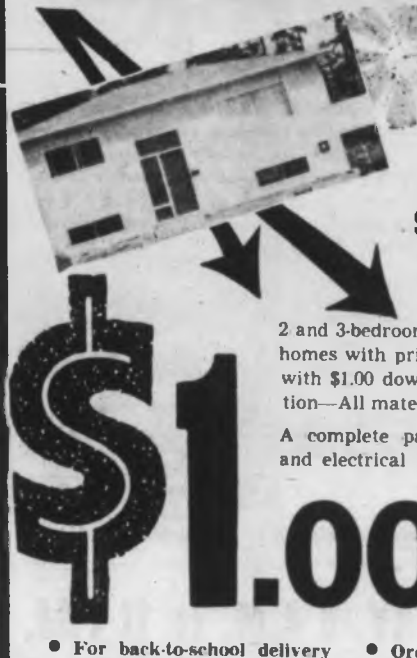 2 and 3-bedroom
homes with pri
with $1.00 dow
tion—All mate
A complete pa
and electrical
$1.00
• For back-to-school delivery • Or